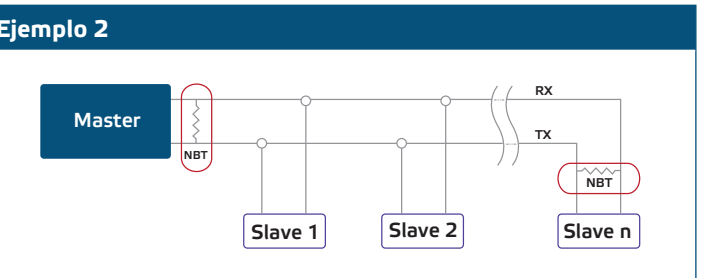 Ejemplo 2
RX
Master
TX
NBT
NBT
Slave 1
Slave 2
Slave n